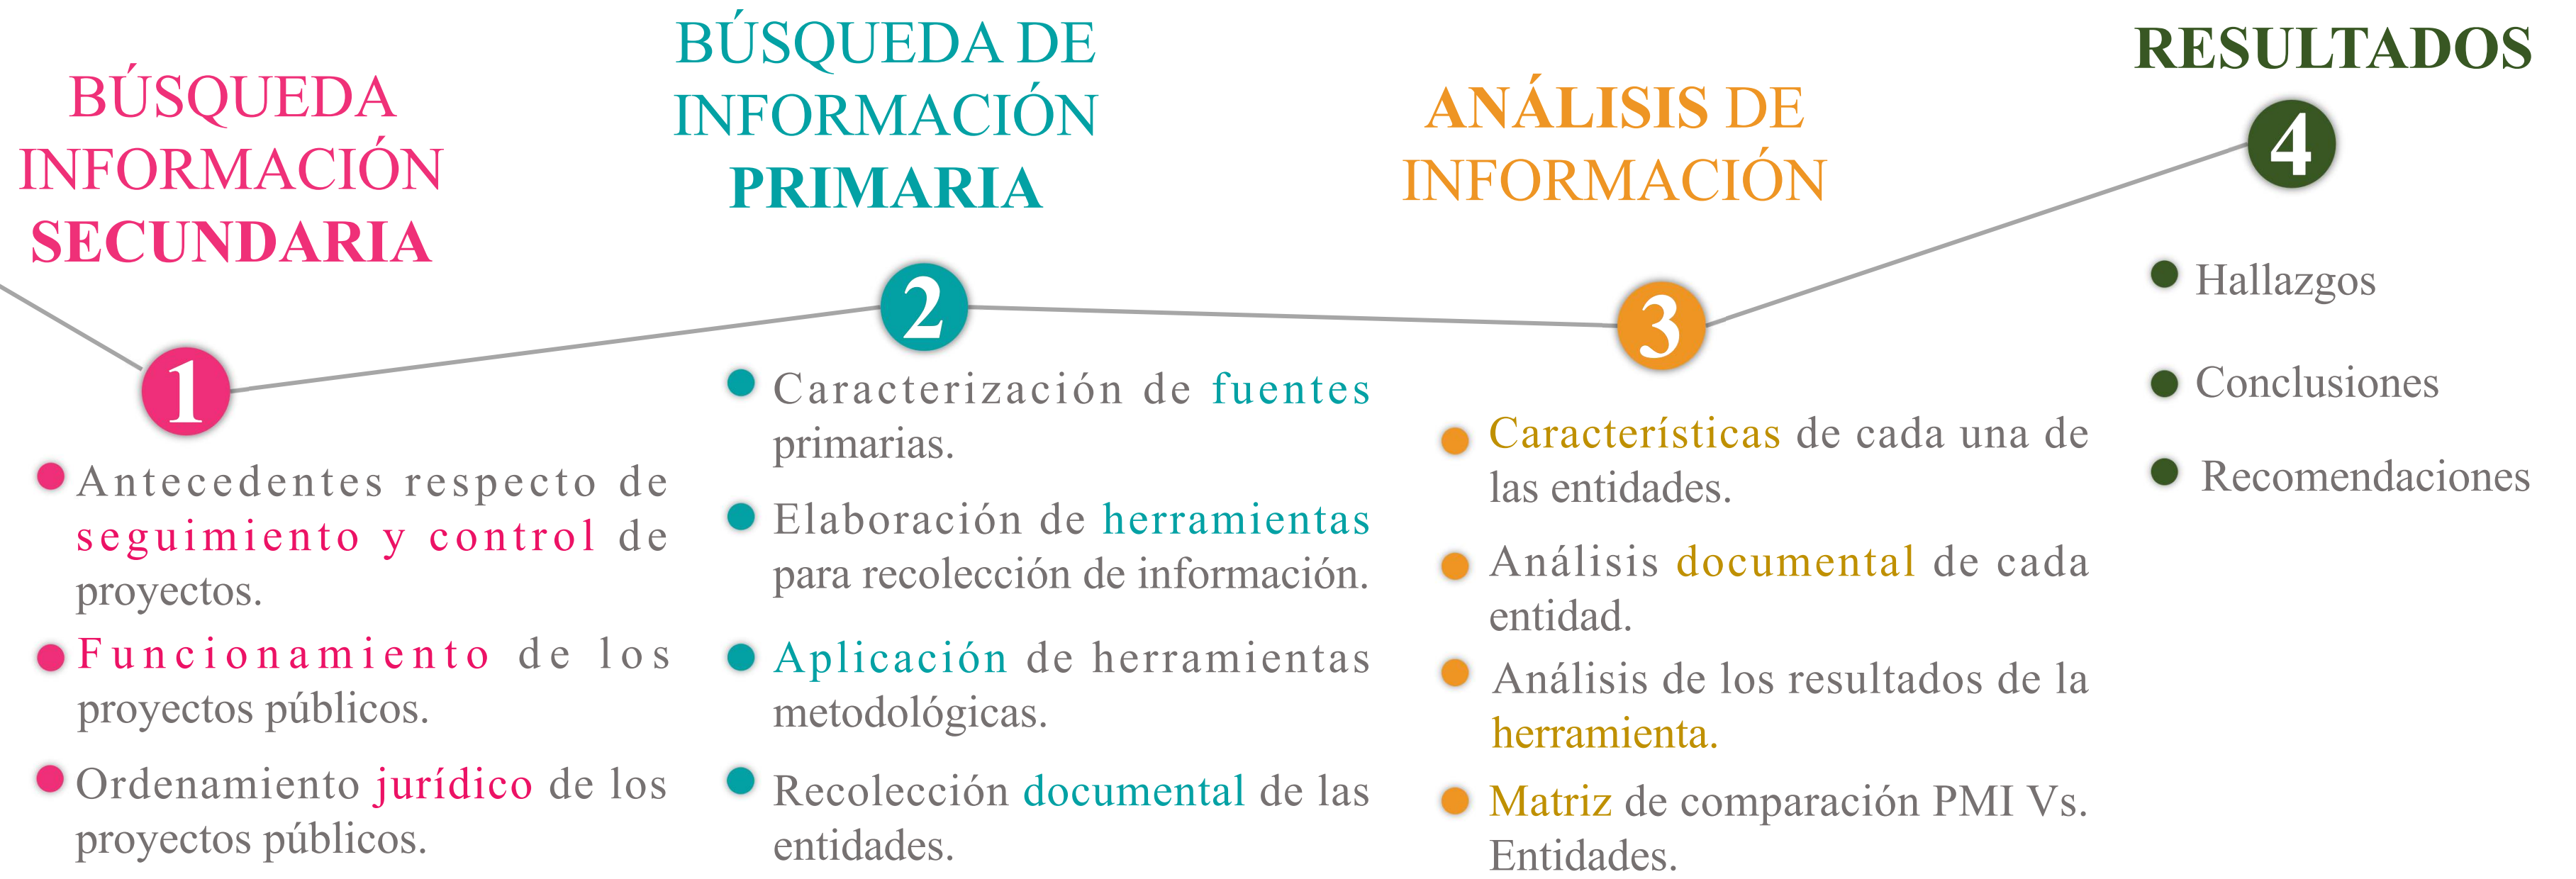 BÚSQUEDA
INFORMACIÓN
SECUNDARIA
1
Antecedentes respecto de
seguimiento y control de
proyectos.
Funcionamiento de los
proyectos públicos.
Ordenamiento jurídico de los
proyectos públicos.
BÚSQUEDA DE
INFORMACIÓN
PRIMARIA
2
Caracterización de fuentes
primarias.
Elaboración de herramientas
para recolección de información.
Aplicación de herramientas
metodológicas.
Recolección documental de las
entidades.
ANÁLISIS DE
INFORMACIÓN
3
Características de cada una de
las entidades.
Análisis documental de cada
entidad.
Análisis de los resultados de la
herramienta.
Matriz de comparación PMI Vs.
Entidades.
RESULTADOS
4
Hallazgos
Conclusiones
Recomendaciones